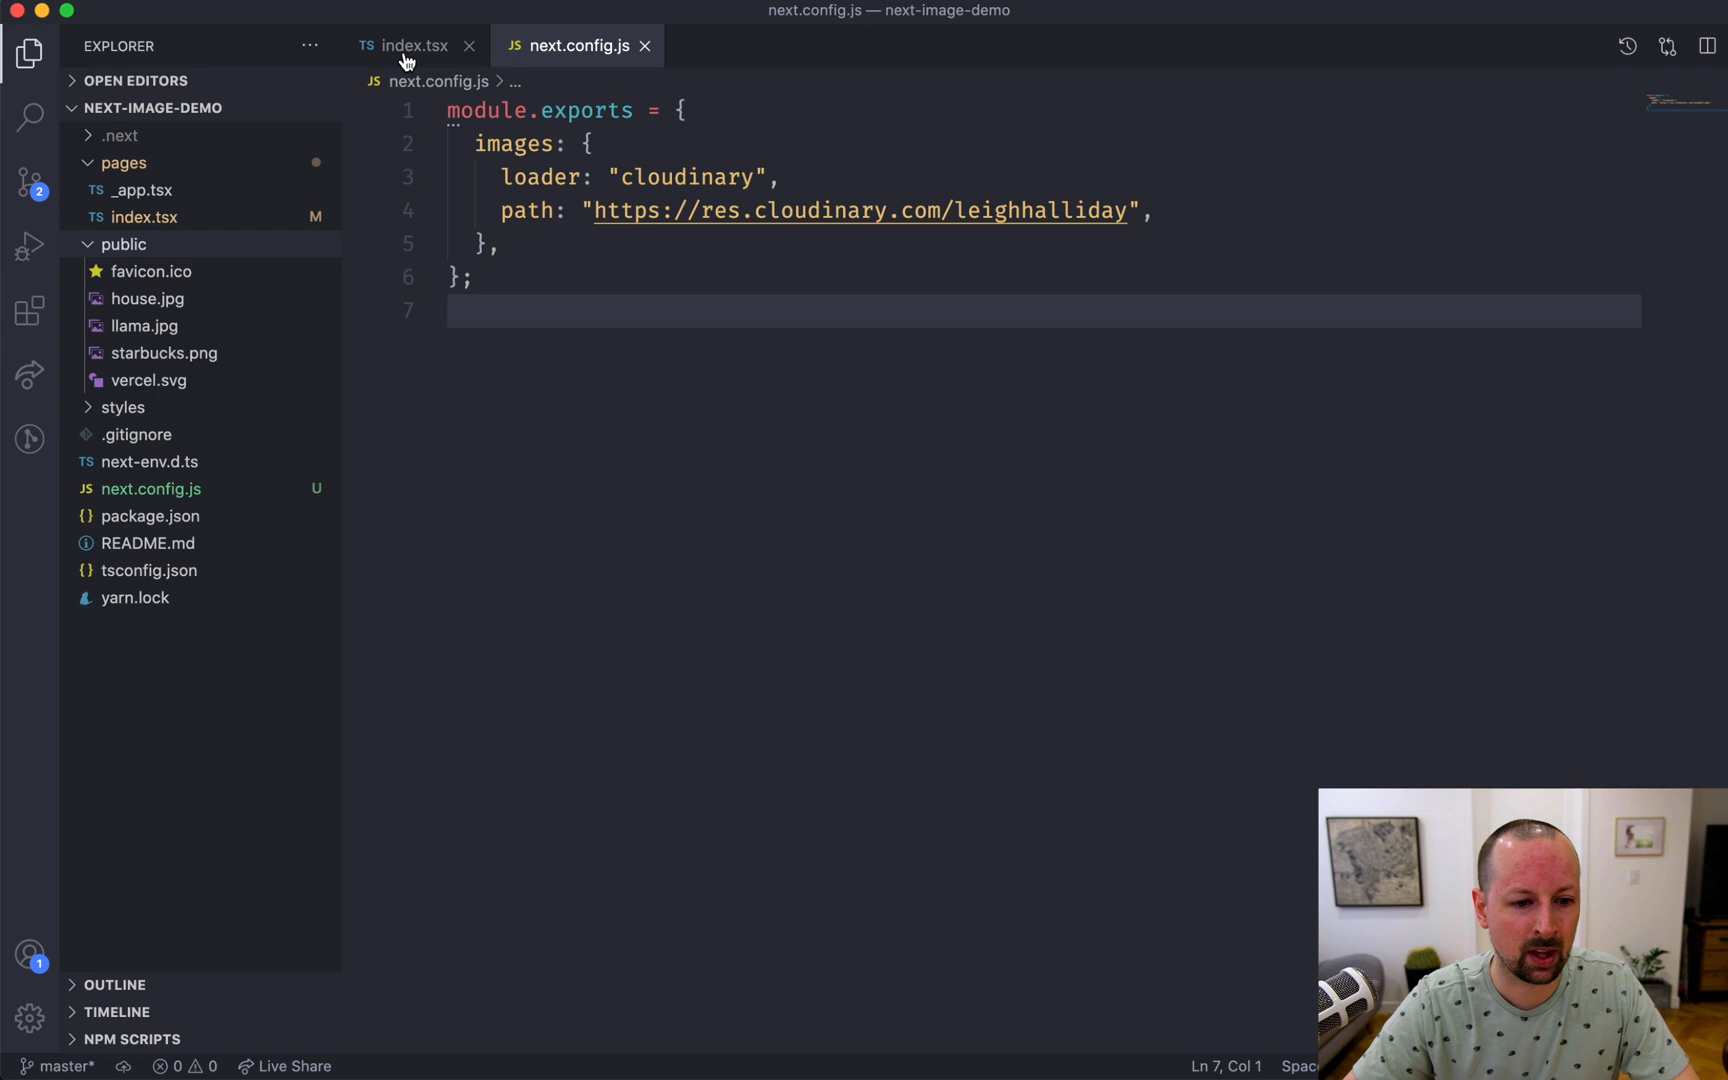 next.config.js — next-image-demo
EXPLORER
OPEN EDITORS
NEXT-IMAGE-DEMO
.next
pages
TS _app.tsx
TS index.tsx M
public
favicon.ico
house.jpg
llama.jpg
starbucks.png
vercel.svg
styles
.gitignore
TS next-env.d.ts
JS next.config.js U
{} package.json
README.md
{} tsconfig.json
yarn.lock
OUTLINE
TIMELINE
NPM SCRIPTS
2
1
TS index.tsx
JS next.config.js
JS next.config.js > ...
1 module.exports = {
2 images: {
3 loader: "cloudinary",
4 path: "https://res.cloudinary.com/leighhalliday",
5 },
6 };
7
master* 0 0 Live Share
Ln 7, Col 1 Spac